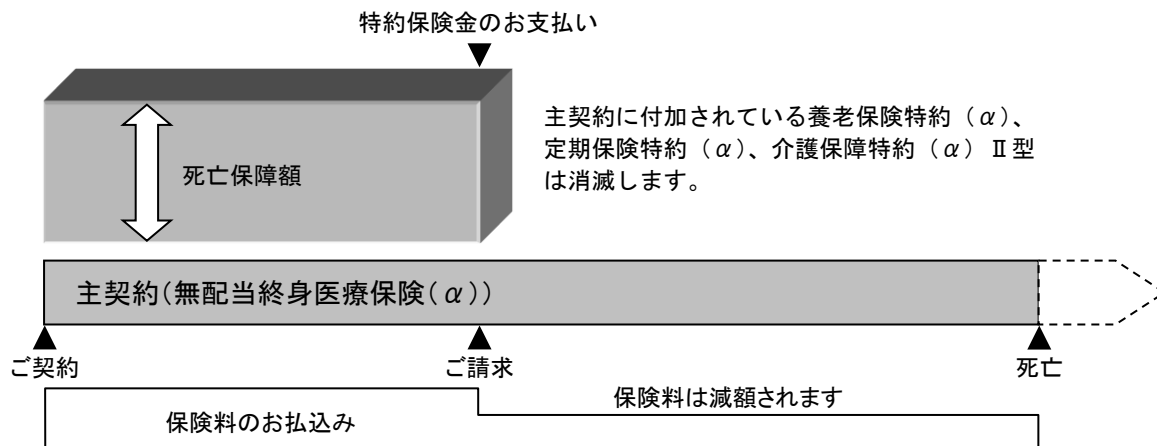 特約保険金のお支払い
主契約に付加されている養老保険特約（α）、
定期保険特約（α）、介護保障特約（α）Ⅱ型
は消滅します。
死亡保障額
主契約（無配当終身医療保険（α））
ご契約
ご請求
死亡
保険料のお払込み
保険料は減額されます